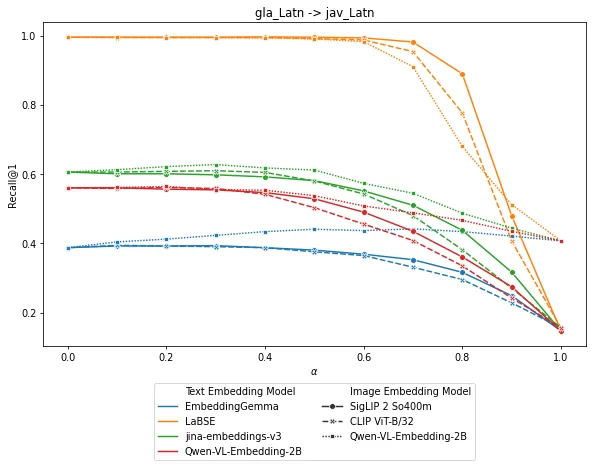 gla_Latn -> jav_Latn
Recall@1
1.0
0.8
0.6
0.4
0.2
0.0 0.2 0.4 0.6 0.8 1.0
α
Text Embedding Model
EmbeddingGemma
LaBSE
jina-embeddings-v3
Qwen-VL-Embedding-2B
Image Embedding Model
SigLIP 2 So400m
CLIP ViT-B/32
Qwen-VL-Embedding-2B